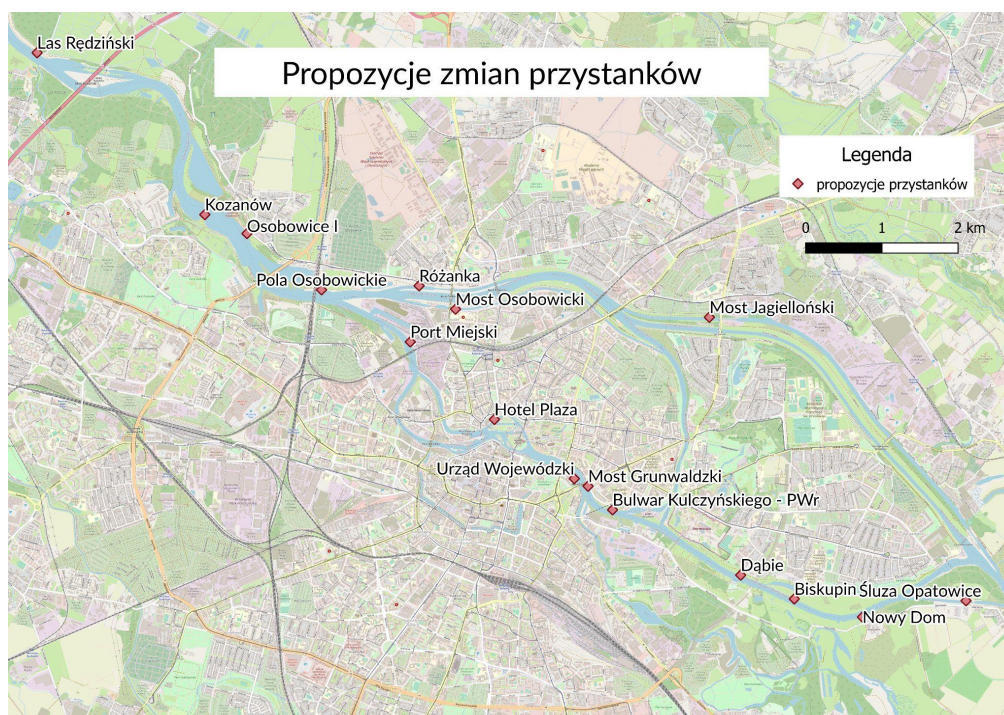 Las Rędziński
Propozycje zmian przystanków
Legenda
propozycje przystanków
0 1 2 km
Kozanów
Osobowice I
Pola Osobowickie
Różanka
Most Osobowicki
Most Jagielloński
Port Miejski
Hotel Plaza
Urząd Wojewódzki
Most Grunwaldzki
Bulwar Kulczyńskiego - PWr
Dąbie
Biskupin
Śluza Opatowice
Nowy Dom